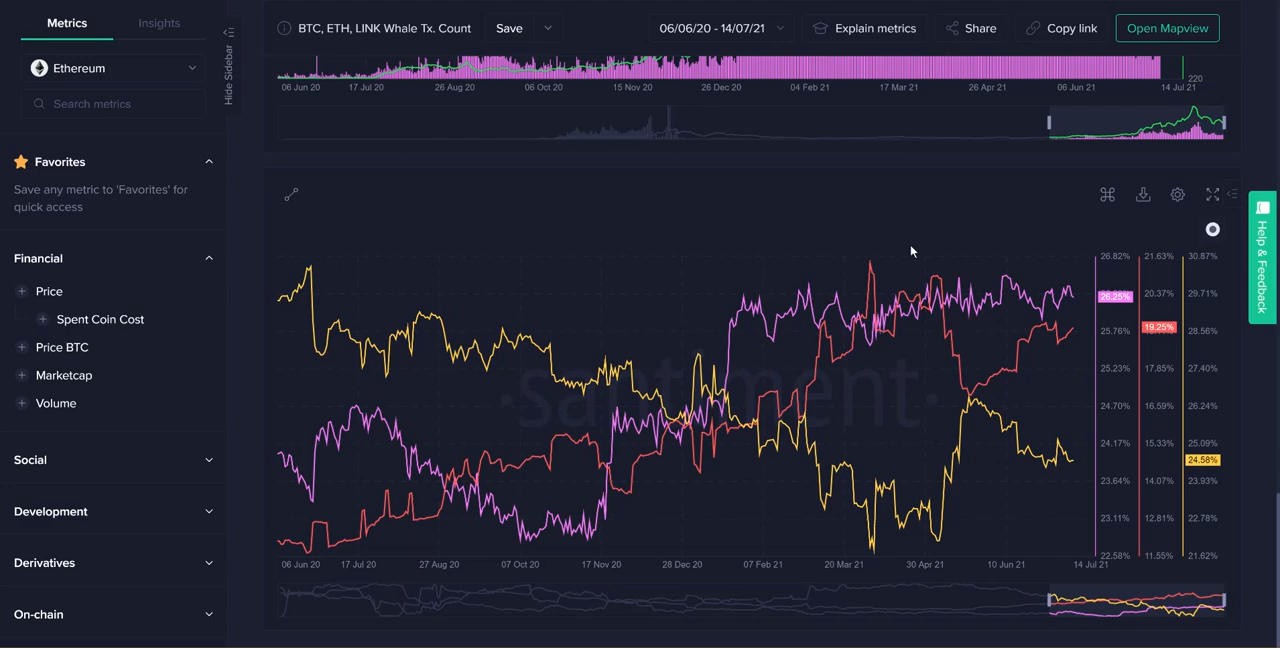 Metrics
Insights
Ethereum
Search metrics
Hide Sidebar
Favorites
Save any metric to 'Favorites' for
quick access
Financial
Price
Spent Coin Cost
Price BTC
Marketcap
Volume
Social
Development
Derivatives
On-chain
BTC, ETH, LINK Whale Tx. Count
Save
06/06/20 - 14/07/21
Explain metrics
Share
Copy link
Open Mapview
220
06 Jun 20 17 Jul 20 26 Aug 20 06 Oct 20 15 Nov 20 26 Dec 20 04 Feb 21 17 Mar 21 26 Apr 21 06 Jun 21 14 Jul 21
·santiment·
26.82% 21.63% 30.87%
20.37% 29.71%
26.25%
25.76% 28.56%
19.25%
25.23% 17.85% 27.40%
24.70% 16.59% 26.24%
24.17% 15.33% 25.09%
24.58%
23.64% 14.07% 23.93%
23.11% 12.81% 22.78%
22.58% 11.55% 21.62%
06 Jun 20 17 Jul 20 27 Aug 20 07 Oct 20 17 Nov 20 28 Dec 20 07 Feb 21 20 Mar 21 30 Apr 21 10 Jun 21 14 Jul 21
Help & Feedback